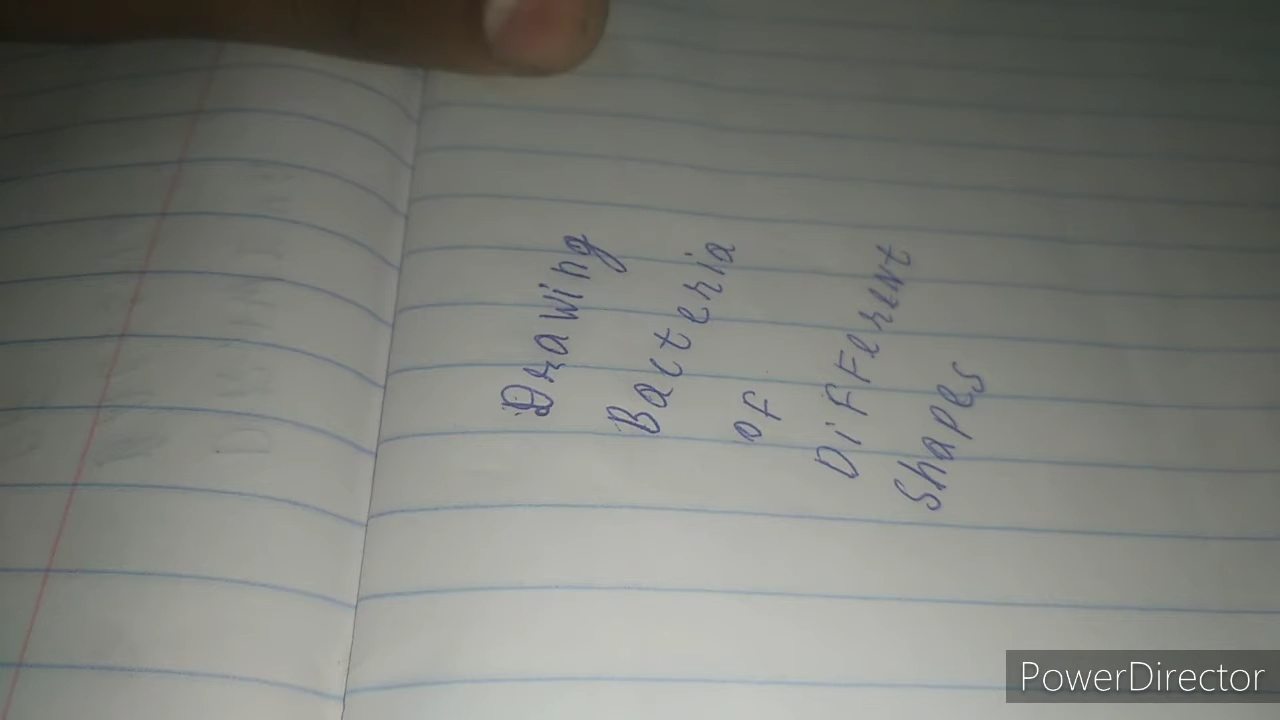 Drawing
Bacteria
of
DiFFerent
Shapes
PowerDirector